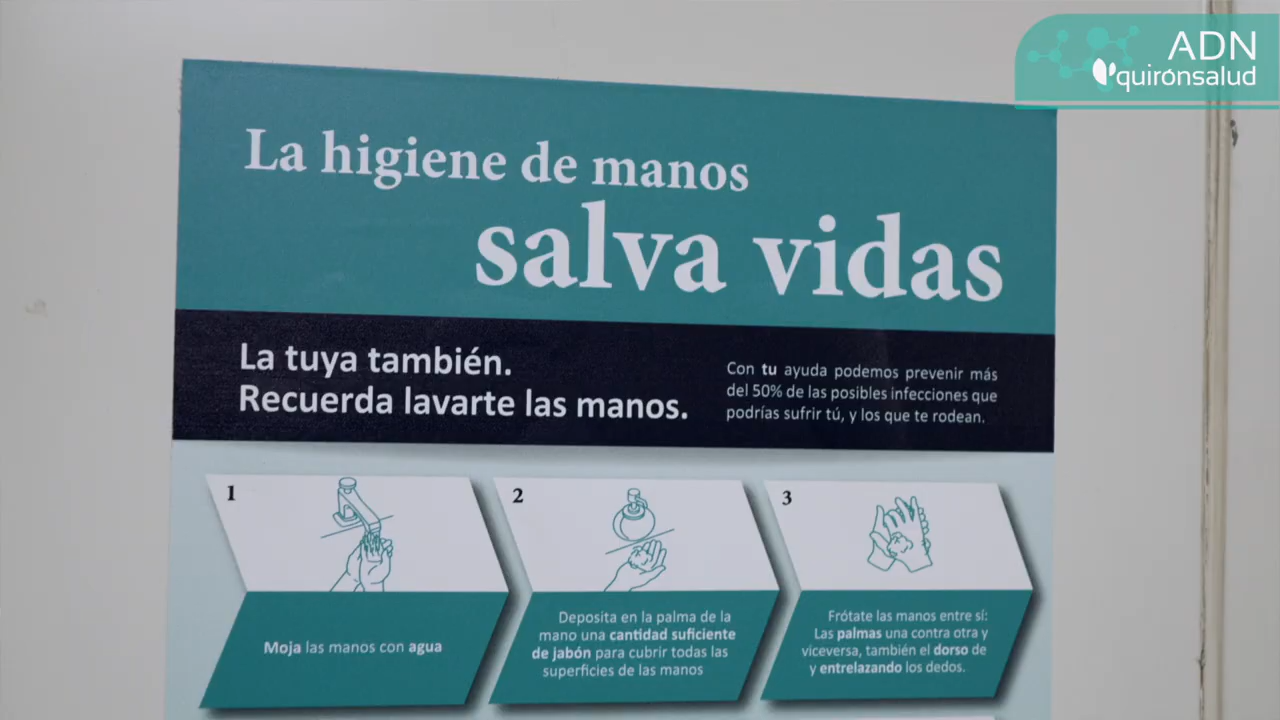 ADN
quirónsalud
La higiene de manos
salva vidas
La tuya también.
Recuerda lavarte las manos.
Con tu ayuda podemos prevenir más
del 50% de las posibles infecciones que
podrías sufrir tú, y los que te rodean.
1
Moja las manos con agua
2
Deposita en la palma de la
mano una cantidad suficiente
de jabón para cubrir todas las
superficies de las manos
3
Frótate las manos entre sí:
Las palmas una contra otra y
viceversa, también el dorso de
y entrelazando los dedos.